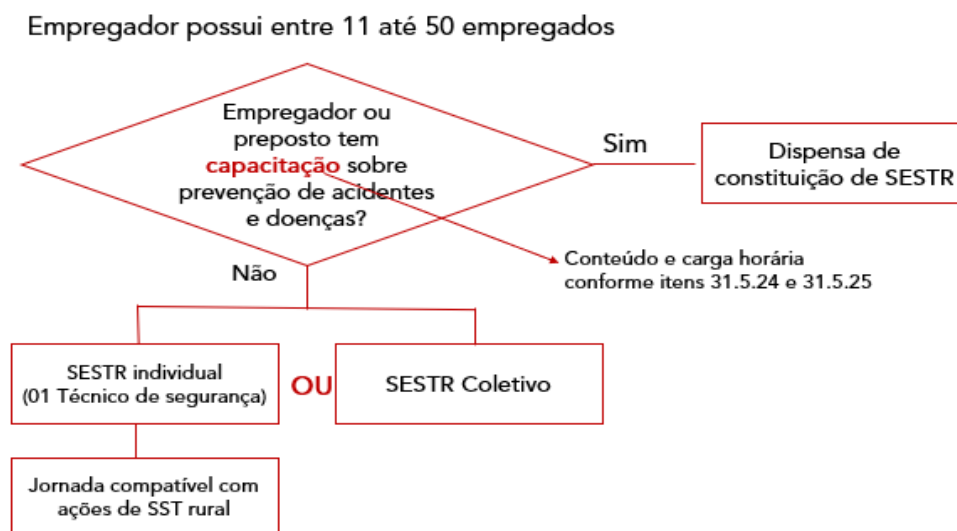 Empregador possui entre 11 até 50 empregados
Empregador ou
preposto tem
capacitação sobre
prevenção de acidentes
e doenças?
Sim
Dispensa de
constituição de SESTR
Conteúdo e carga horária
conforme itens 31.5.24 e 31.5.25
Não
SESTR individual
(01 Técnico de segurança)
OU
SESTR Coletivo
Jornada compatível com
ações de SST rural